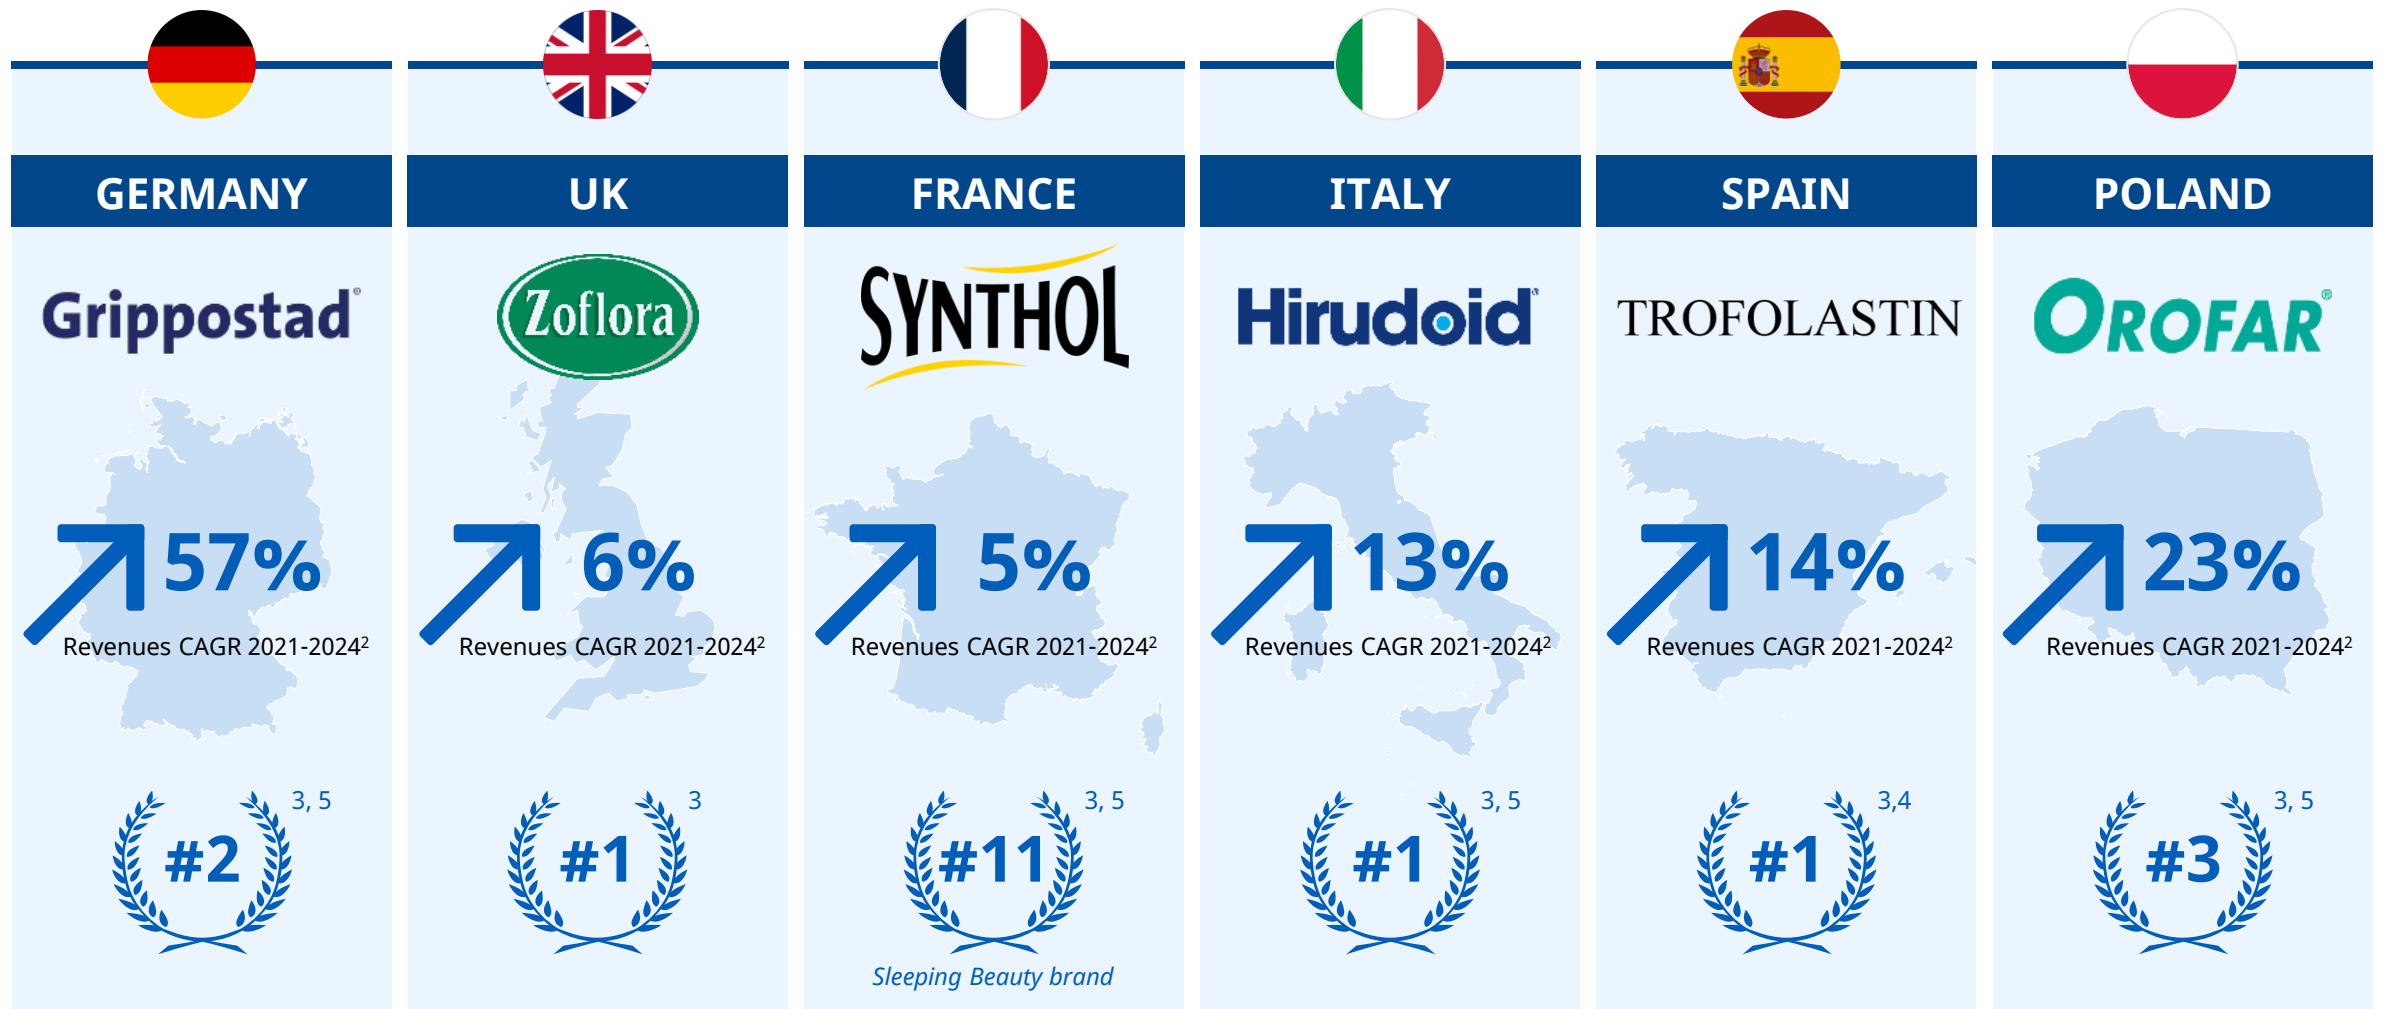 GERMANY
Grippostad®
57%
Revenues CAGR 2021-2024²
3, 5
#2
UK
Zoflora
6%
Revenues CAGR 2021-2024²
3
#1
FRANCE
SYNTHOL
5%
Revenues CAGR 2021-2024²
3, 5
#11
Sleeping Beauty brand
ITALY
Hirudoid®
13%
Revenues CAGR 2021-2024²
3, 5
#1
SPAIN
TROFOLASTIN
14%
Revenues CAGR 2021-2024²
3,4
#1
POLAND
OROFAR®
23%
Revenues CAGR 2021-2024²
3, 5
#3